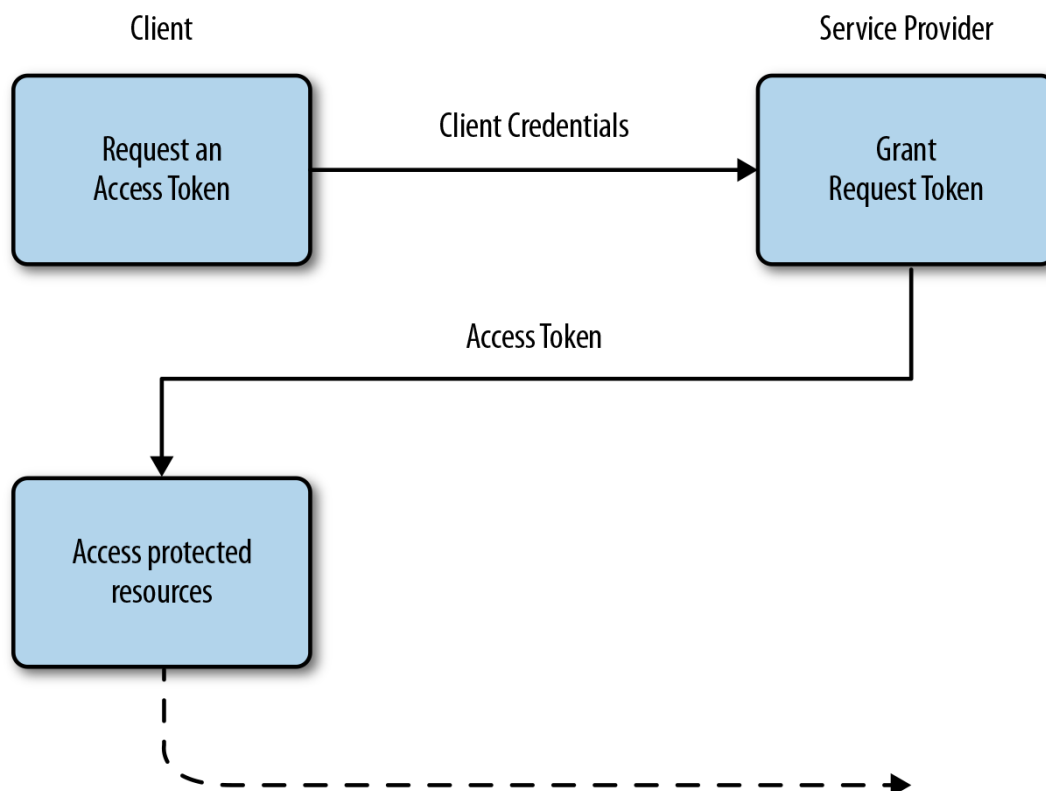 Client
Service Provider
Request an
Access Token
Client Credentials
Grant
Request Token
Access Token
Access protected
resources